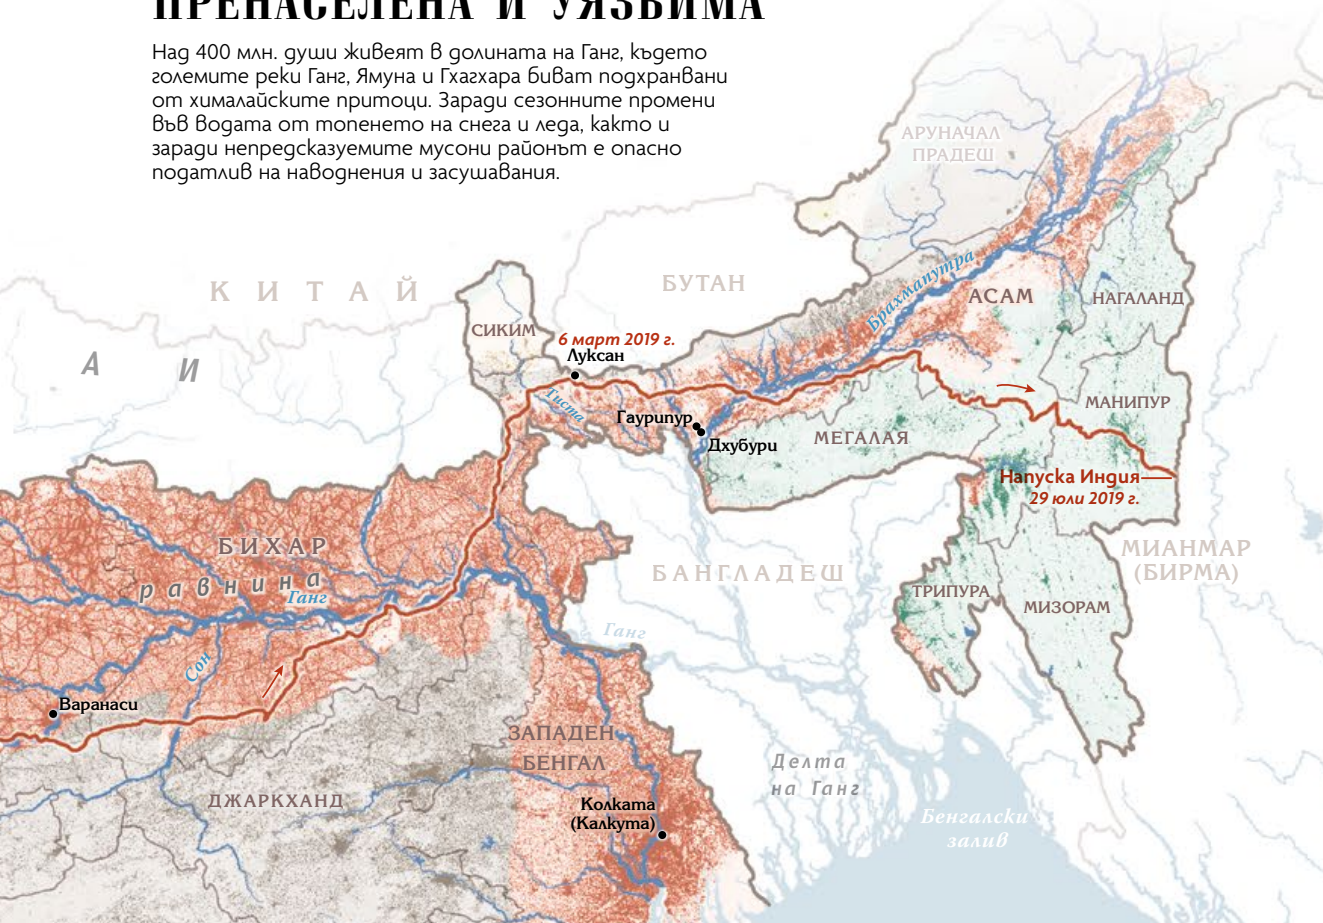 ПРЕНАСЕЛЕНА И УЯЗВИМА
Над 400 млн. души живеят в долината на Ганг, където
големите реки Ганг, Ямуна и Гхагхара биват подхранвани
от хималайските притоци. Заради сезонните промени
във водата от топенето на снега и леда, както и
заради непредсказуемите мусони районът е опасно
податлив на наводнения и засушавания.
АРУНАЧАЛ
ПРАДЕШ
КИТАЙ
БУТАН
Брахмапутра
АСАМ
НАГАЛАНД
СИКИМ
6 март 2019 г.
Луксан
А И
Тиста
Гаурипур
Дхубури
МЕГАЛАЯ
МАНИПУР
Напуска Индия
29 юли 2019 г.
БИХАР
равнина
Ганг
БАНГЛАДЕШ
МИАНМАР
(БИРМА)
ТРИПУРА
МИЗОРАМ
Ганг
Сон
Варанаси
ЗАПАДЕН
БЕНГАЛ
Делта
на Ганг
ДЖАРКХАНД
Колката
(Калкута)
Бенгалски
залив